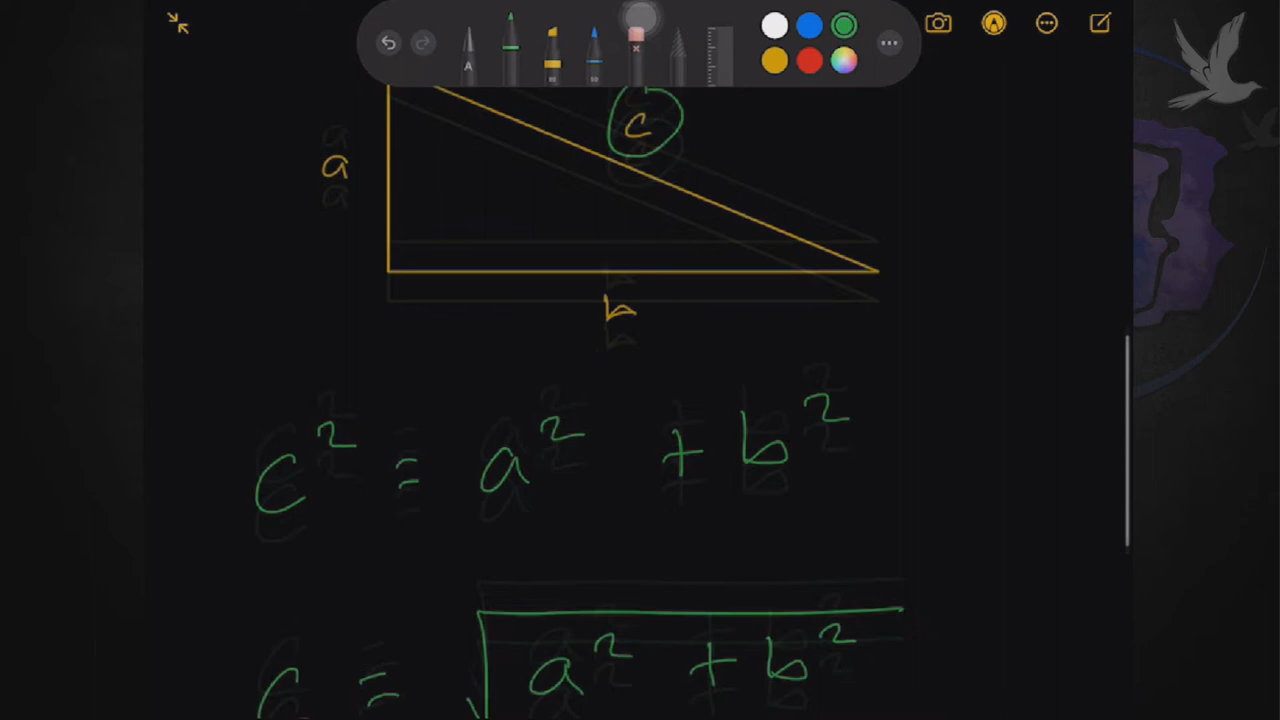 c
a
b
c² = a² + b²
c = √a² + b²